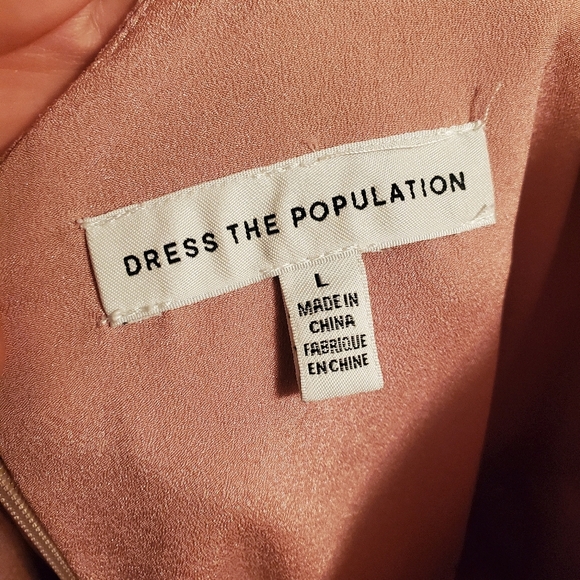 DRESS THE POPULATION
L
MADE IN
CHINA
FABRIQUE
EN CHINE